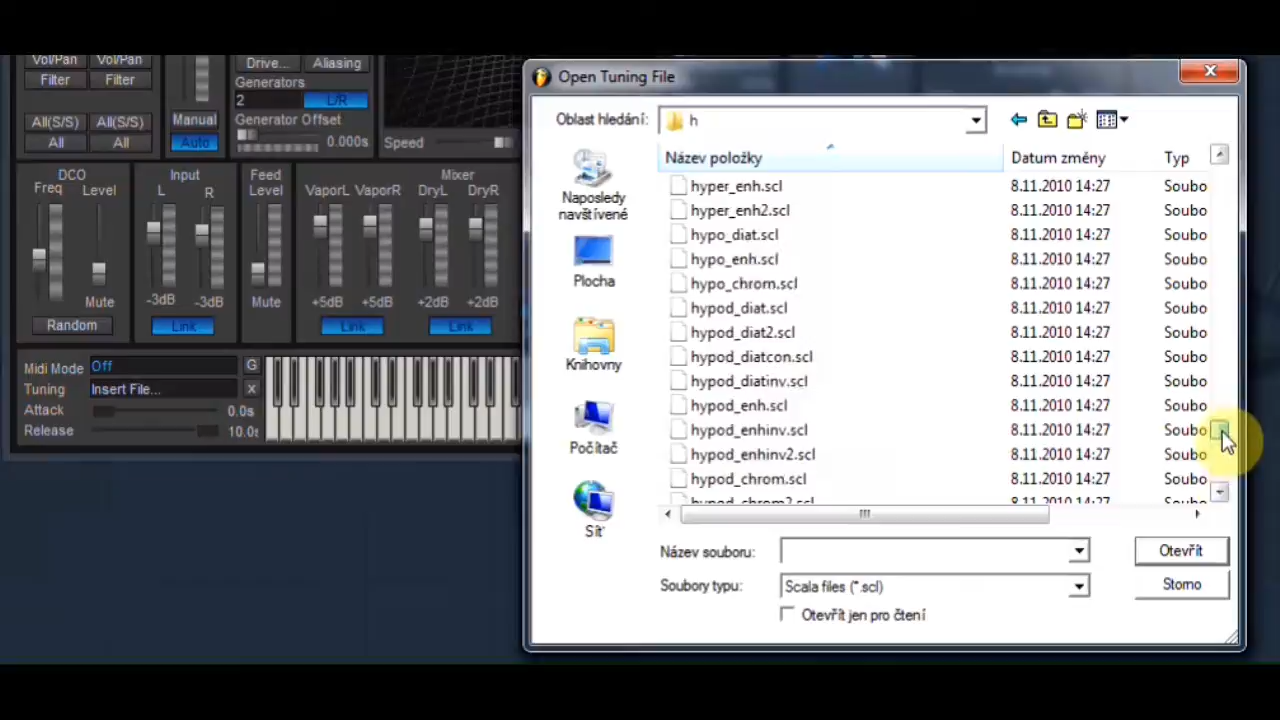 Vol/Pan Vol/Pan
Filter Filter
All(S/S) All(S/S)
All All
Manual
Auto
Drive... Aliasing
Generators
2 L/R
Generator Offset
0.000s
Speed
DCO
Freq Level
Mute
Random
Input
L R
-3dB -3dB
Link
Feed
Level
Mute
Mixer
VaporL VaporR DryL DryR
+5dB +5dB +2dB +2dB
Link Link
Midi Mode Off G
Tuning Insert File... x
Attack 0.0s
Release 10.0s
Open Tuning File
Oblast hledání: h
Naposledy
navštívené
Plocha
Knihovny
Počítač
Síť
Název položky Datum změny Typ
hyper_enh.scl 8.11.2010 14:27 Soubo
hyper_enh2.scl 8.11.2010 14:27 Soubo
hypo_diat.scl 8.11.2010 14:27 Soubo
hypo_enh.scl 8.11.2010 14:27 Soubo
hypo_chrom.scl 8.11.2010 14:27 Soubo
hypod_diat.scl 8.11.2010 14:27 Soubo
hypod_diat2.scl 8.11.2010 14:27 Soubo
hypod_diatcon.scl 8.11.2010 14:27 Soubo
hypod_diatinv.scl 8.11.2010 14:27 Soubo
hypod_enh.scl 8.11.2010 14:27 Soubo
hypod_enhinv.scl 8.11.2010 14:27 Soubo
hypod_enhinv2.scl 8.11.2010 14:27 Soubo
hypod_chrom.scl 8.11.2010 14:27 Soubo
hypod_chrom2.scl 8.11.2010 14:27 Soubo
Název souboru: Otevřít
Soubory typu: Scala files (*.scl) Storno
Otevřít jen pro čtení